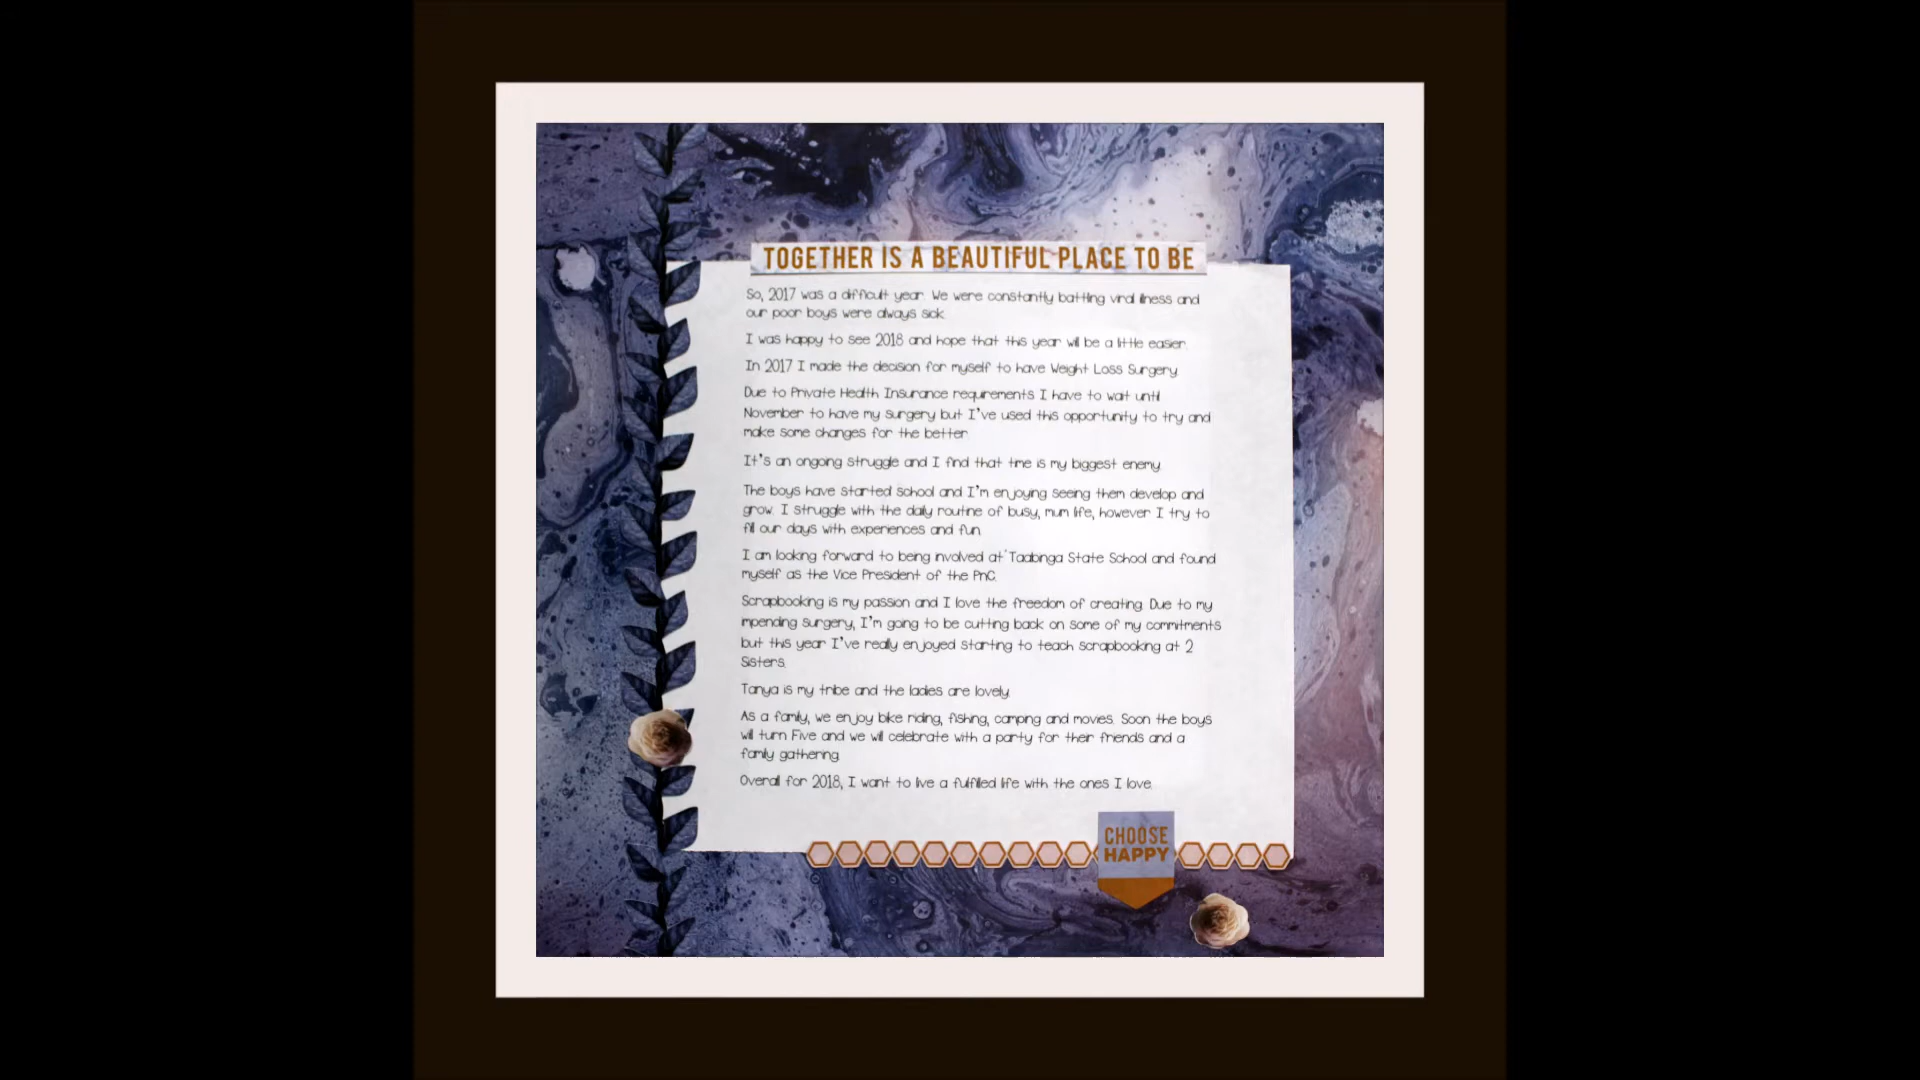 TOGETHER IS A BEAUTIFUL PLACE TO BE
So, 2017 was a difficult year. We were constantly battling viral illness and
our poor boys were always sick.
I was happy to see 2018 and hope that this year will be a little easier.
In 2017 I made the decision for myself to have Weight Loss Surgery.
Due to Private Health Insurance requirements I have to wait until
November to have my surgery but I've used this opportunity to try and
make some changes for the better.
It's an ongoing struggle and I find that time is my biggest enemy.
The boys have started school and I'm enjoying seeing them develop and
grow. I struggle with the daily routine of busy, mum life, however I try to
fill our days with experiences and fun.
I am looking forward to being involved at Taabinga State School and found
myself as the Vice President of the PnC.
Scrapbooking is my passion and I love the freedom of creating. Due to my
impending surgery, I'm going to be cutting back on some of my commitments
but this year I've really enjoyed starting to teach scrapbooking at 2
Sisters.
Tanya is my tribe and the ladies are lovely.
As a family, we enjoy bike riding, fishing, camping and movies. Soon the boys
will turn Five and we will celebrate with a party for their friends and a
family gathering.
Overall for 2018, I want to live a fulfilled life with the ones I love.
CHOOSE
HAPPY